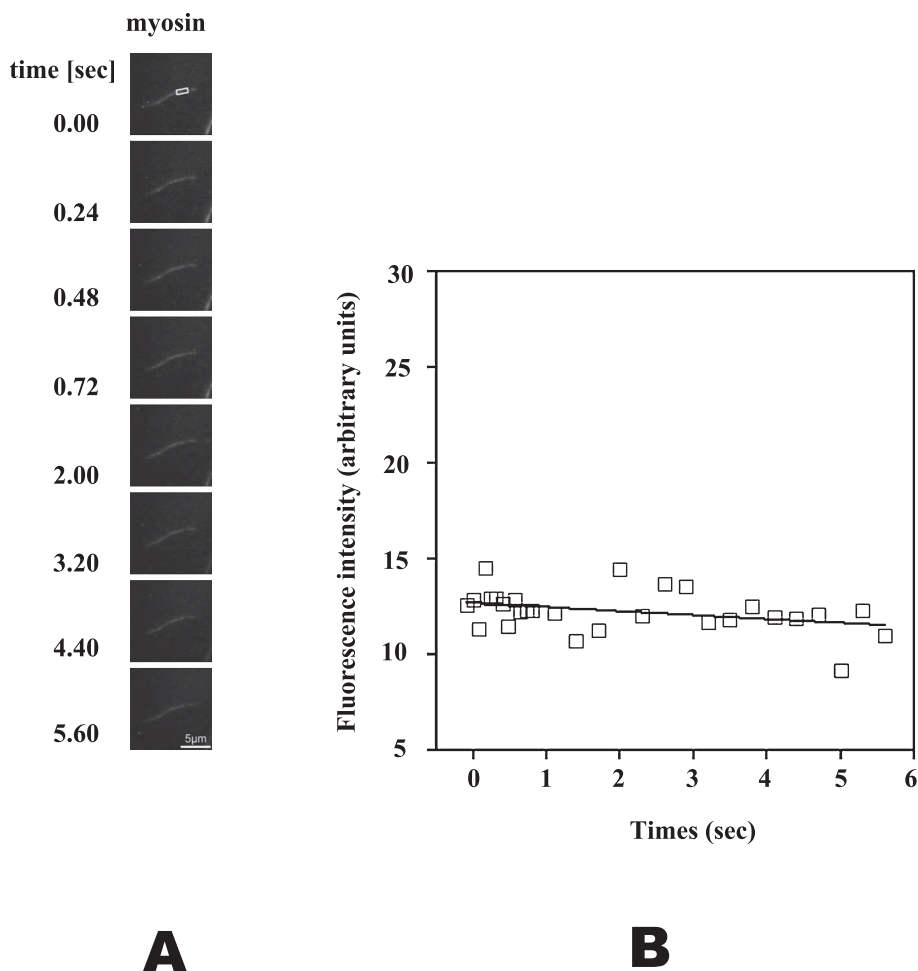 myosin
time [sec]
0.00
0.24
0.48
0.72
2.00
3.20
4.40
5.60
5μm
Fluorescence intensity (arbitrary units)
30
25
20
15
10
5
0 1 2 3 4 5 6
Times (sec)
A B